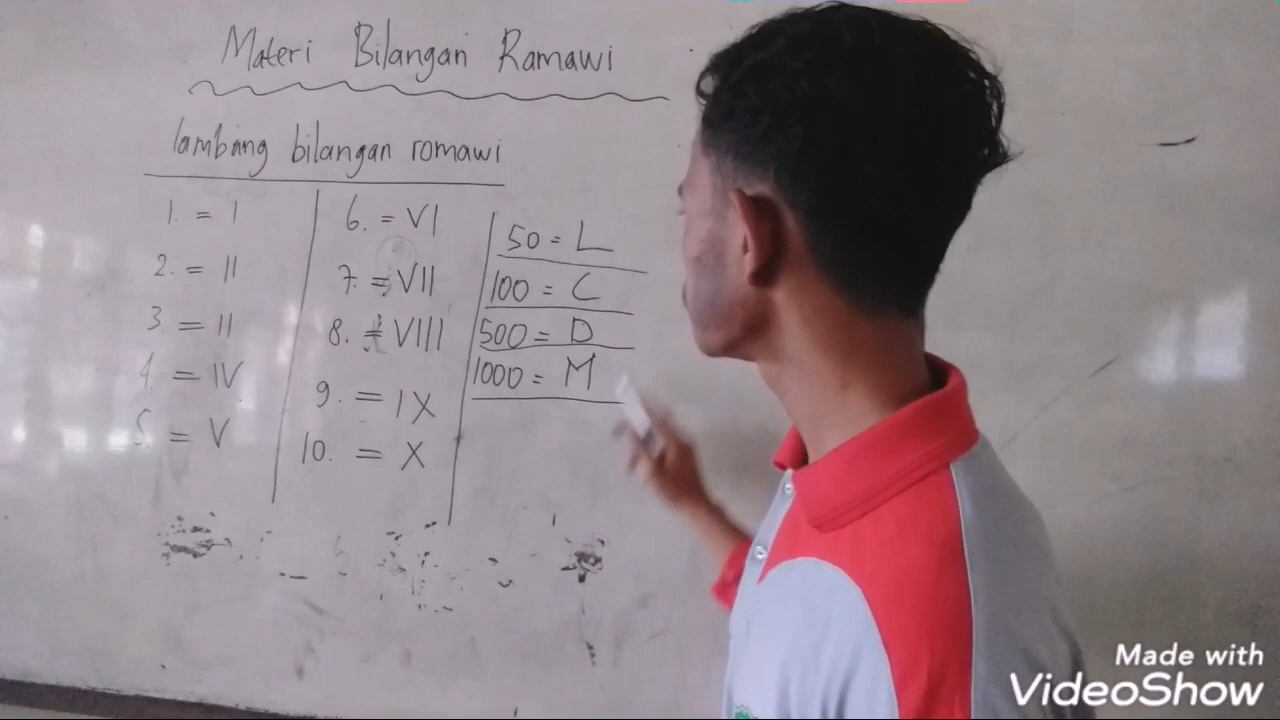 Materi Bilangan Ramawi
lambang bilangan romawi
1. = I
2. = II
3. = II
4. = IV
5. = V
6. = VI
7. = VII
8. = VIII
9. = IX
10. = X
50 = L
100 = C
500 = D
1000 = M
Made with
VideoShow